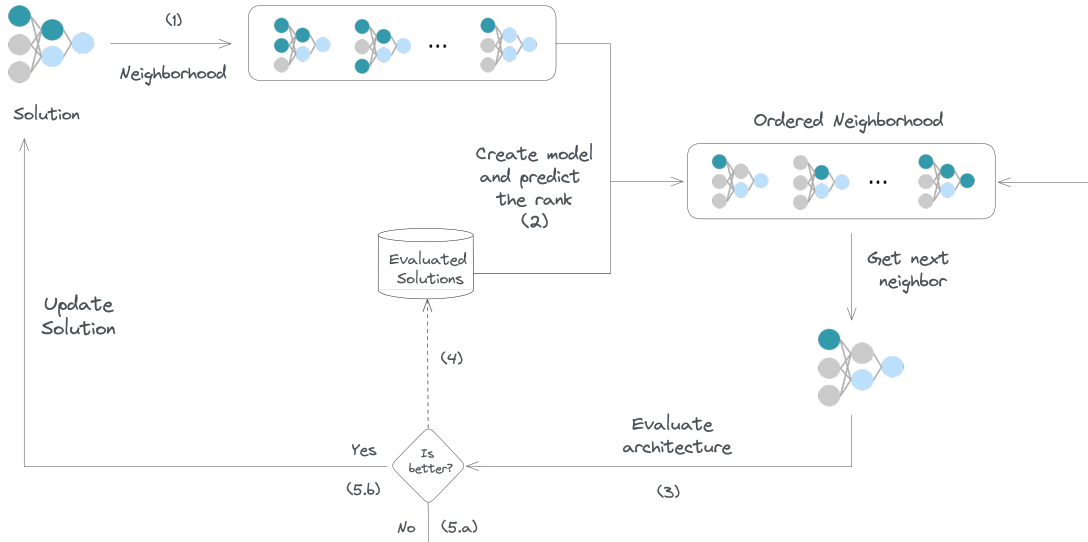 (1)
Neighborhood
...
Solution
Ordered Neighborhood
...
Create model
and predict
the rank
(2)
Evaluated
Solutions
Get next
neighbor
Update
Solution
(4)
Evaluate
architecture
(3)
Yes
Is
better?
(5.b)
No
(5.a)